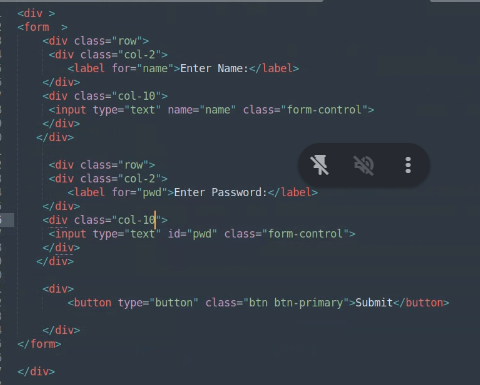 <div >
<form  >
<div class="row">
<div class="col-2">
<label for="name">Enter Name:</label>
</div>
<div class="col-10">
<input type="text" name="name" class="form-control">
</div>
</div>
<div class="row">
<div class="col-2">
<label for="pwd">Enter Password:</label>
</div>
<div class="col-10">
<input type="text" id="pwd" class="form-control">
</div>
</div>
<div>
<button type="button" class="btn btn-primary">Submit</button>
</div>
</form>
</div>